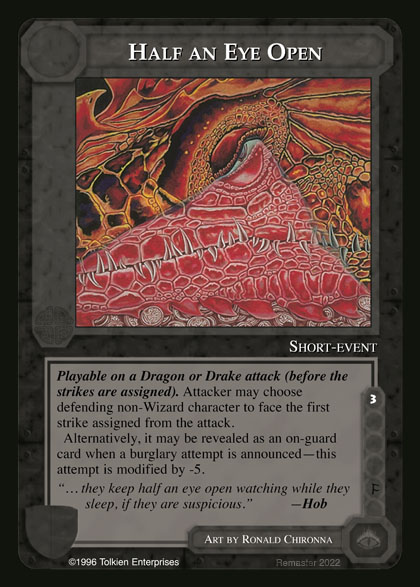 HALF AN EYE OPEN
SHORT-EVENT
Playable on a Dragon or Drake attack (before the
strikes are assigned). Attacker may choose
defending non-Wizard character to face the first
strike assigned from the attack.
Alternatively, it may be revealed as an on-guard
card when a burglary attempt is announced—this
attempt is modified by -5.
“… they keep half an eye open watching while they
sleep, if they are suspicious.” —Hob
3
ART BY RONALD CHIRONNA
©1996 Tolkien Enterprises
Remaster 2022